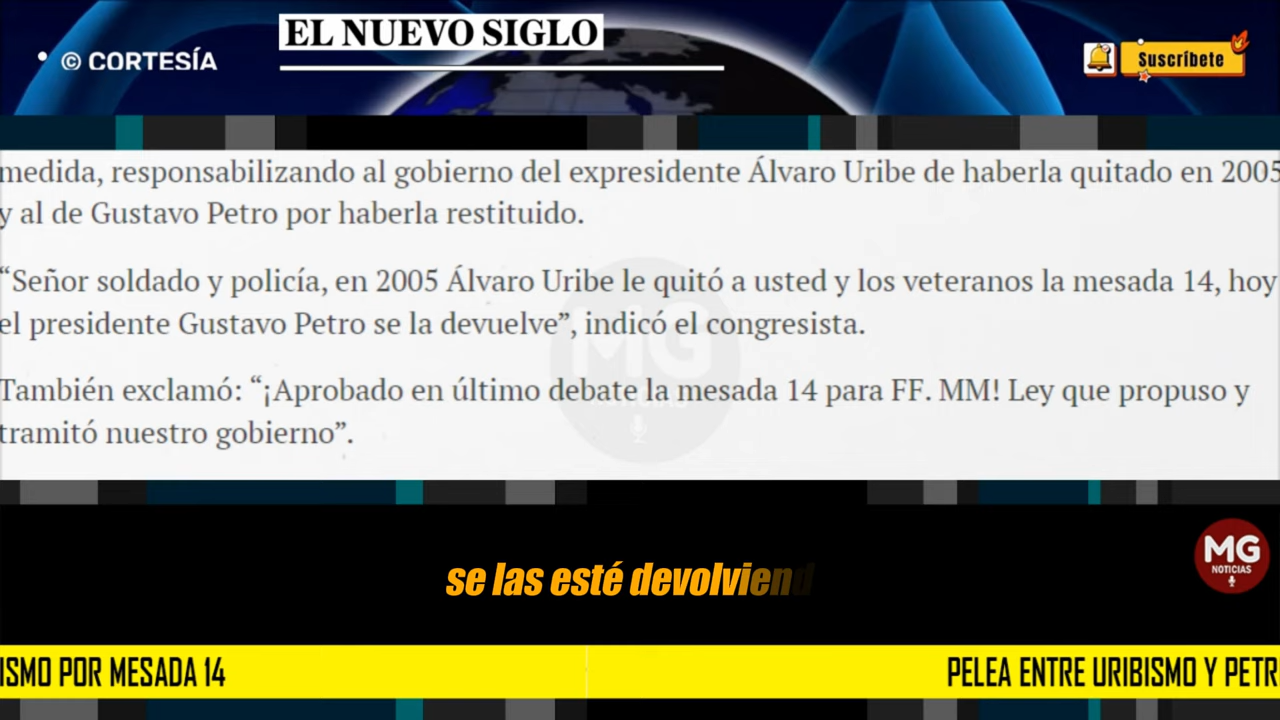 EL NUEVO SIGLO
© CORTESÍA
Suscríbete
medida, responsabilizando al gobierno del expresidente Álvaro Uribe de haberla quitado en 2005
y al de Gustavo Petro por haberla restituido.
“Señor soldado y policía, en 2005 Álvaro Uribe le quitó a usted y los veteranos la mesada 14, hoy
el presidente Gustavo Petro se la devuelve”, indicó el congresista.
También exclamó: “¡Aprobado en último debate la mesada 14 para FF. MM! Ley que propuso y
tramitó nuestro gobierno”.
MG
NOTICIAS
se las esté devolviend
MG
NOTICIAS
ISMO POR MESADA 14
PELEA ENTRE URIBISMO Y PETR